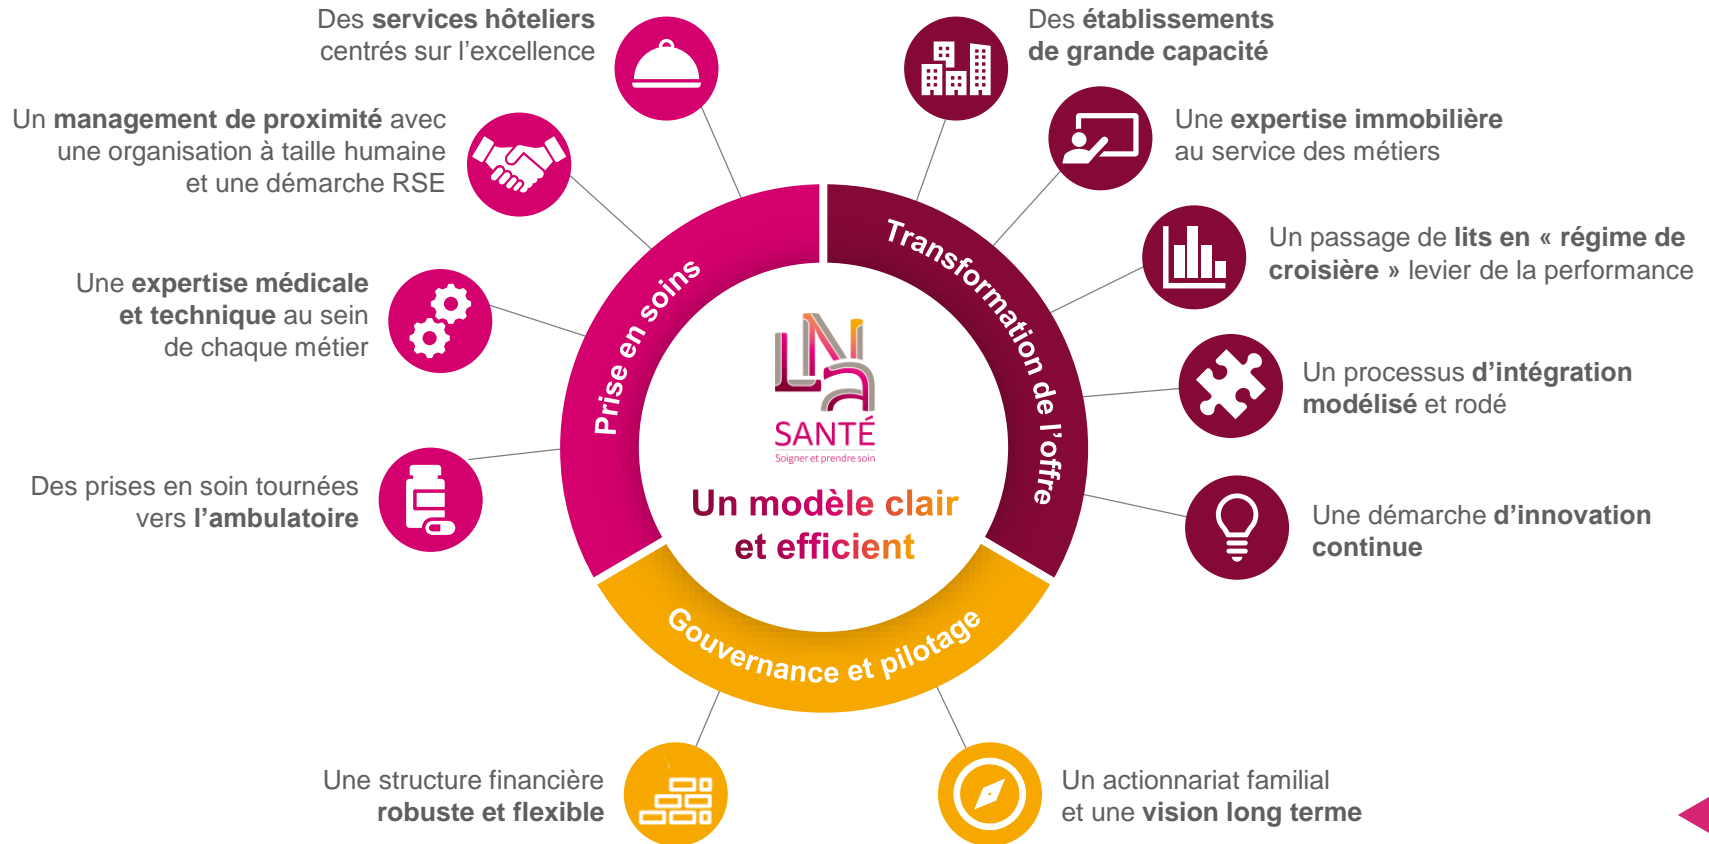 Des services hôteliers
centrés sur l’excellence
Un management de proximité avec
une organisation à taille humaine
et une démarche RSE
Une expertise médicale
et technique au sein
de chaque métier
Des prises en soin tournées
vers l’ambulatoire
Prise en soins
Des établissements
de grande capacité
Une expertise immobilière
au service des métiers
Un passage de lits en « régime de
croisière » levier de la performance
Un processus d’intégration
modélisé et rodé
Une démarche d’innovation
continue
Transformation de l’offre
LNa
SANTÉ
Soigner et prendre soin
Un modèle clair
et efficient
Gouvernance et pilotage
Une structure financière
robuste et flexible
Un actionnariat familial
et une vision long terme